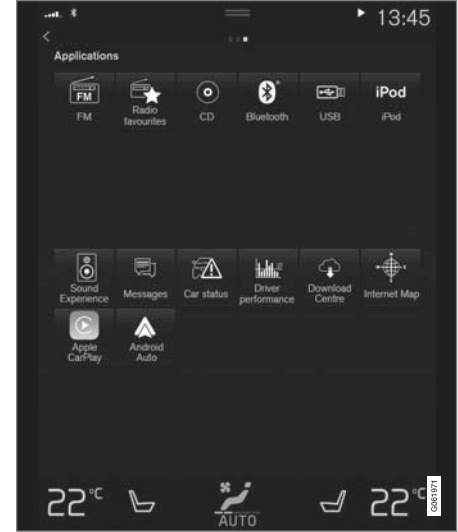 13:45
Applications
FM
FM
Radio
favourites
CD
Bluetooth
USB
iPod
iPod
Sound
Experience
Messages
Car status
Driver
performance
Download
Centre
Internet Map
Apple
CarPlay
Android
Auto
22°C
AUTO
22°C
G061971